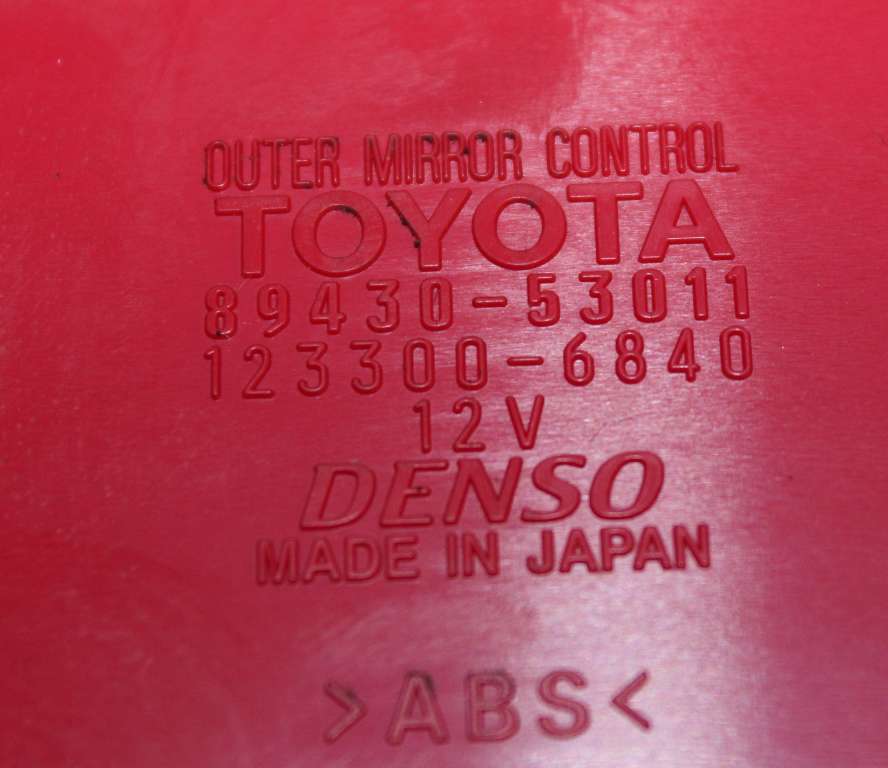 OUTER MIRROR CONTROL
TOYOTA
89430-53011
123300-6840
12V
DENSO
MADE IN JAPAN
>ABS<